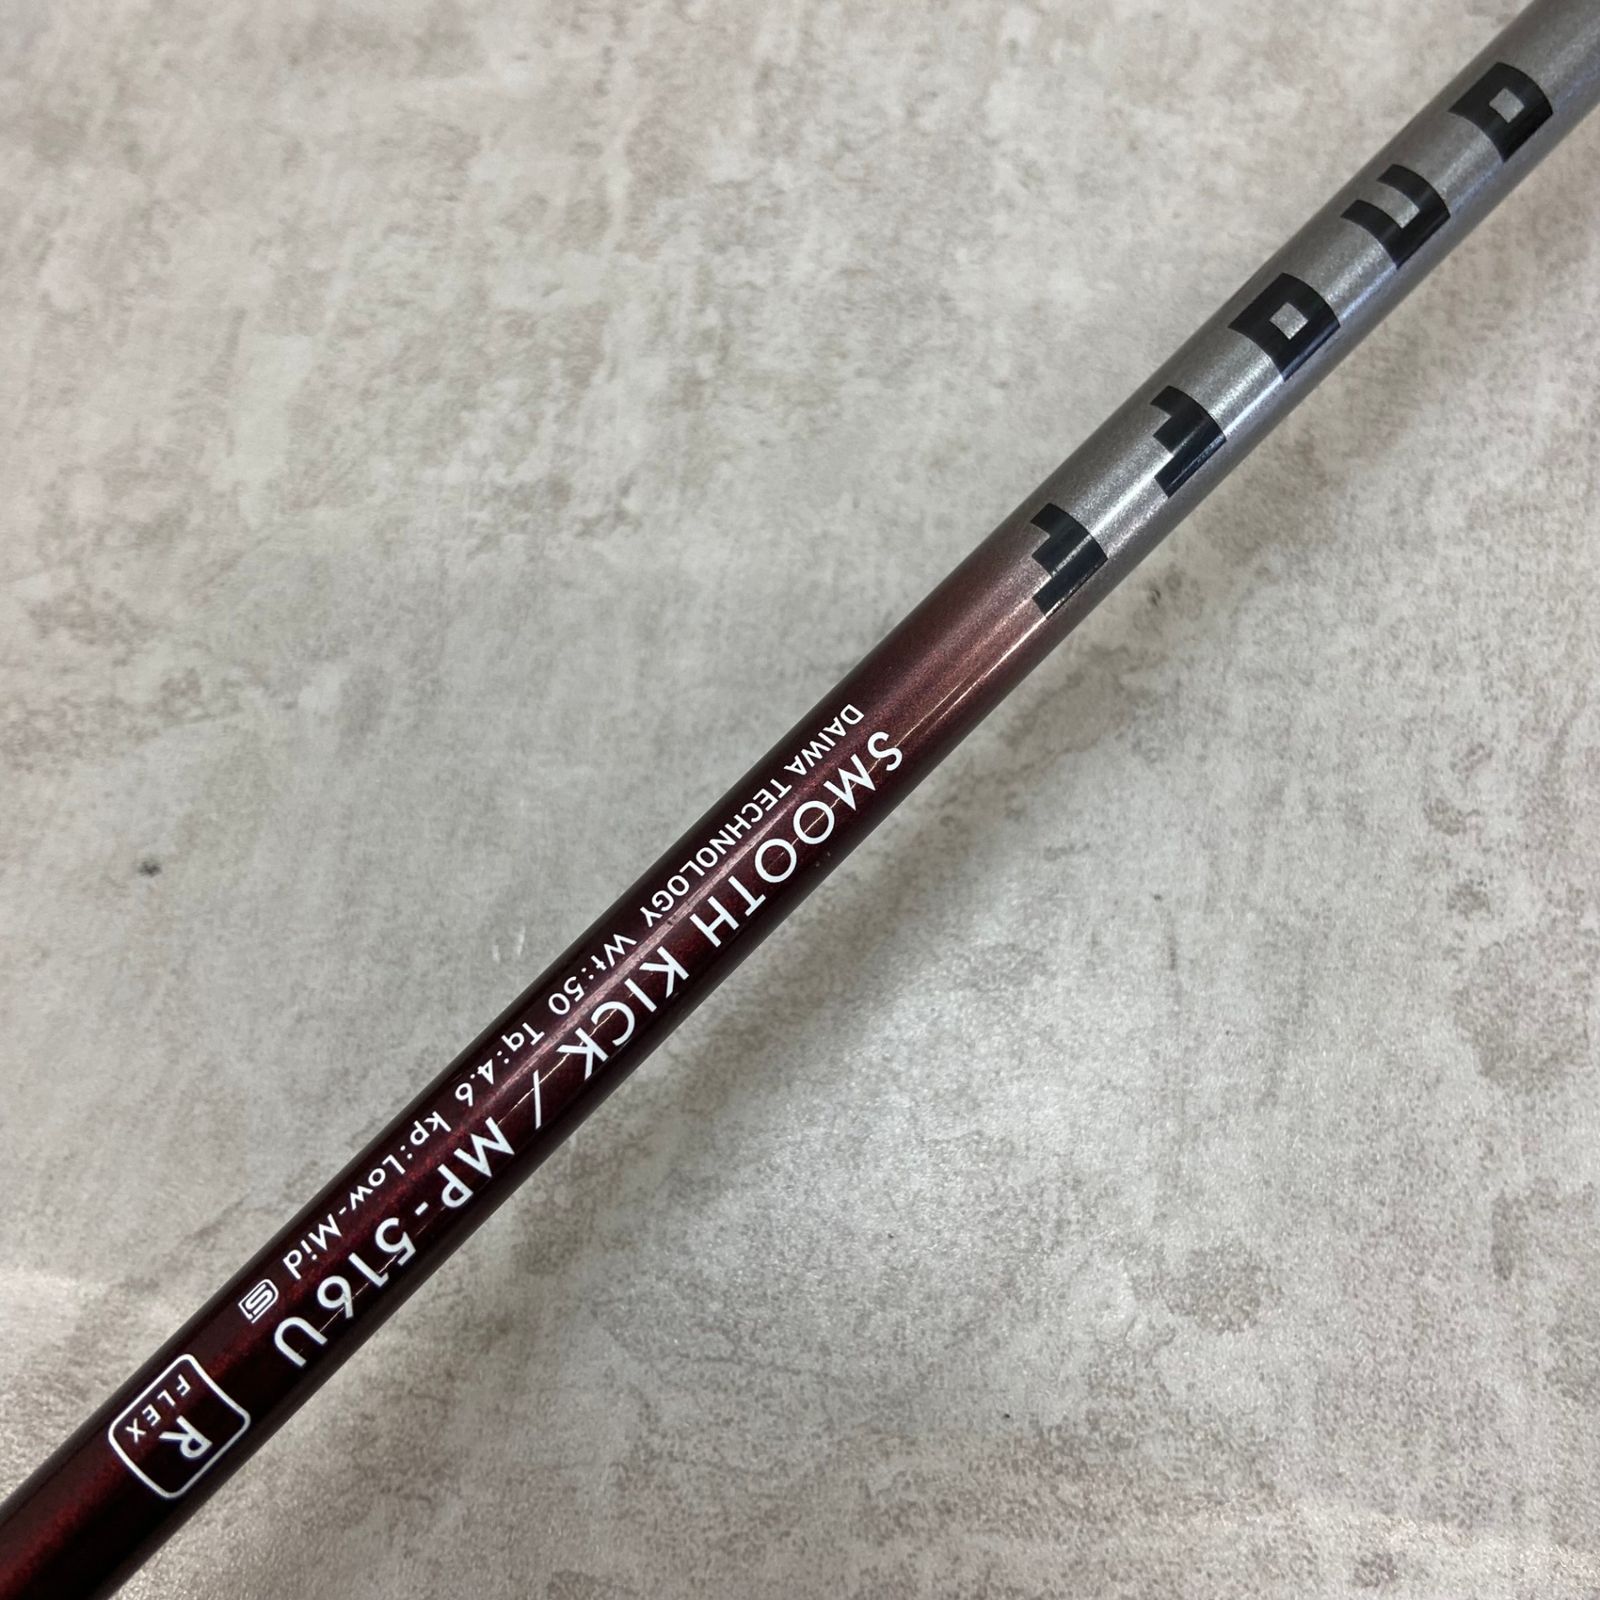 ONOFF
SMOOTH KICK / MP-516U
DAIWA TECHNOLOGY Wt:50 Tq:4.6 kp:Low-Mid S
R
FLEX